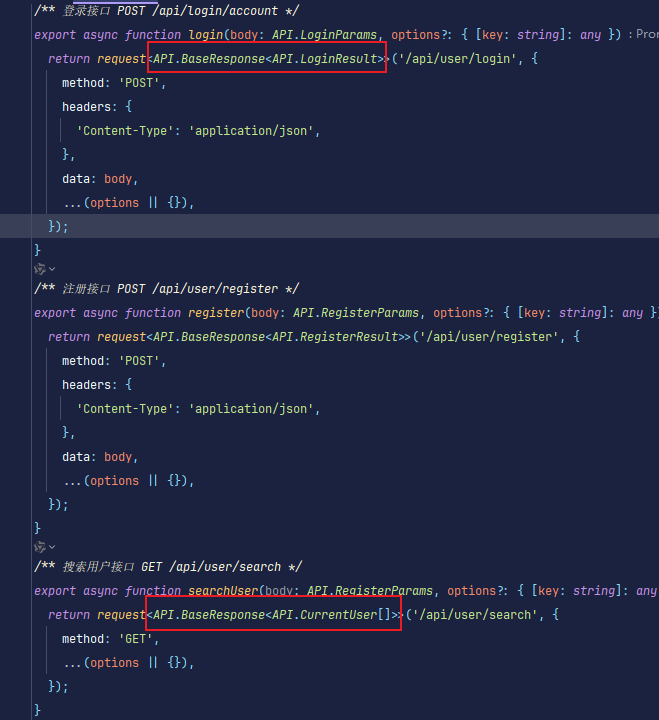 /** 登录接口 POST /api/login/account */
export async function login(body: API.LoginParams, options?: { [key: string]: any }) : Pro
  return request<API.BaseResponse<API.LoginResult>>('/api/user/login', {
    method: 'POST',
    headers: {
      'Content-Type': 'application/json',
    },
    data: body,
    ...(options || {}),
  });
}
/** 注册接口 POST /api/user/register */
export async function register(body: API.RegisterParams, options?: { [key: string]: any }
  return request<API.BaseResponse<API.RegisterResult>>('/api/user/register', {
    method: 'POST',
    headers: {
      'Content-Type': 'application/json',
    },
    data: body,
    ...(options || {}),
  });
}
/** 搜索用户接口 GET /api/user/search */
export async function searchUser(body: API.RegisterParams, options?: { [key: string]: any
  return request<API.BaseResponse<API.CurrentUser[]>>('/api/user/search', {
    method: 'GET',
    ...(options || {}),
  });
}